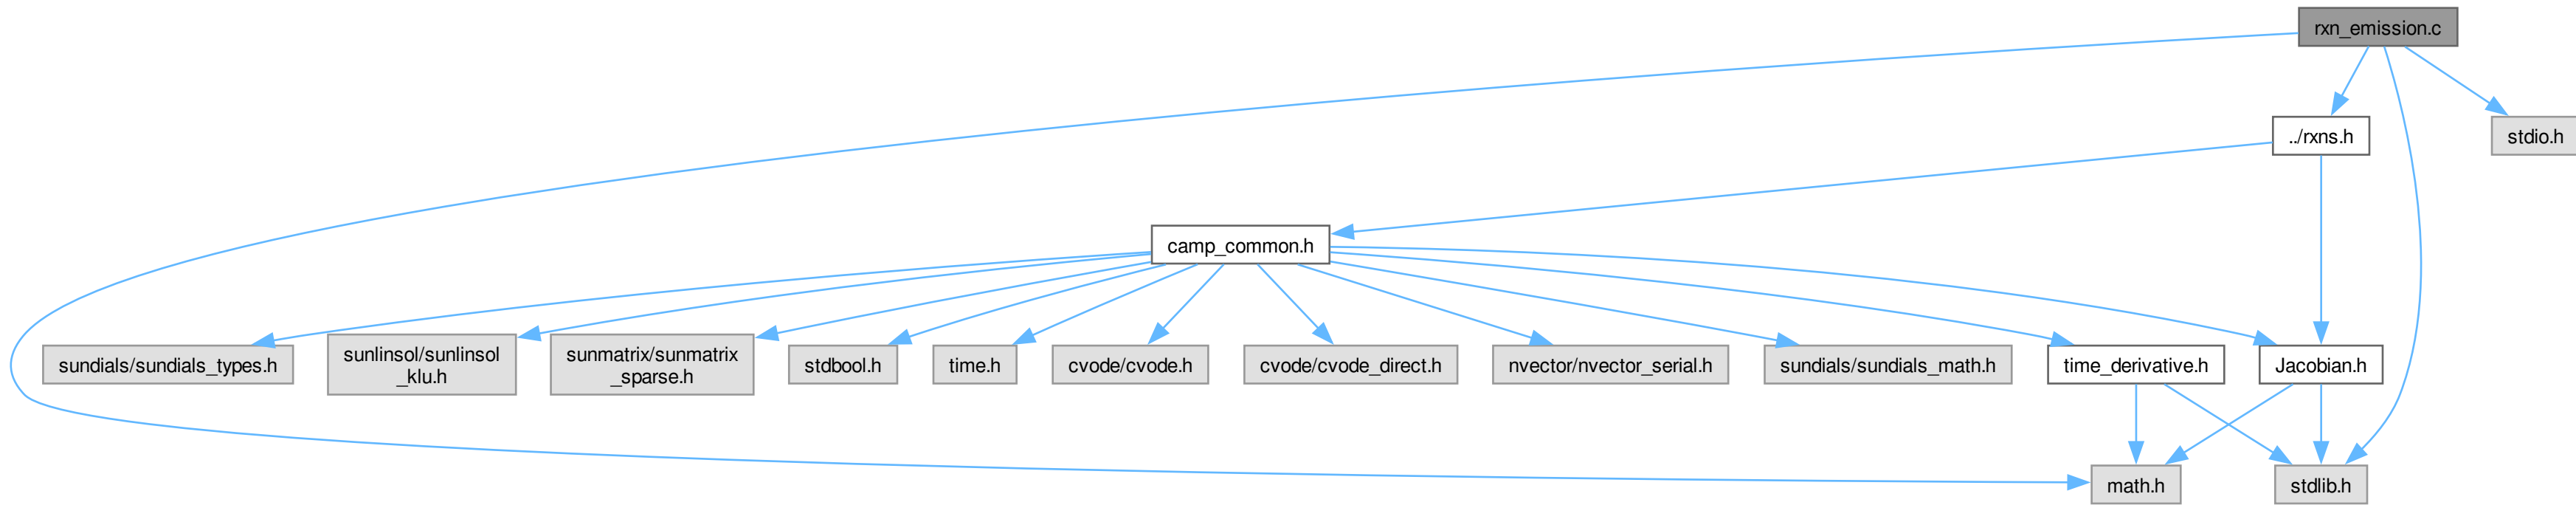 rxn_emission.c
../rxns.h
stdio.h
camp_common.h
sundials/sundials_types.h
sunlinsol/sunlinsol
_klu.h
sunmatrix/sunmatrix
_sparse.h
stdbool.h
time.h
cvode/cvode.h
cvode/cvode_direct.h
nvector/nvector_serial.h
sundials/sundials_math.h
time_derivative.h
Jacobian.h
math.h
stdlib.h